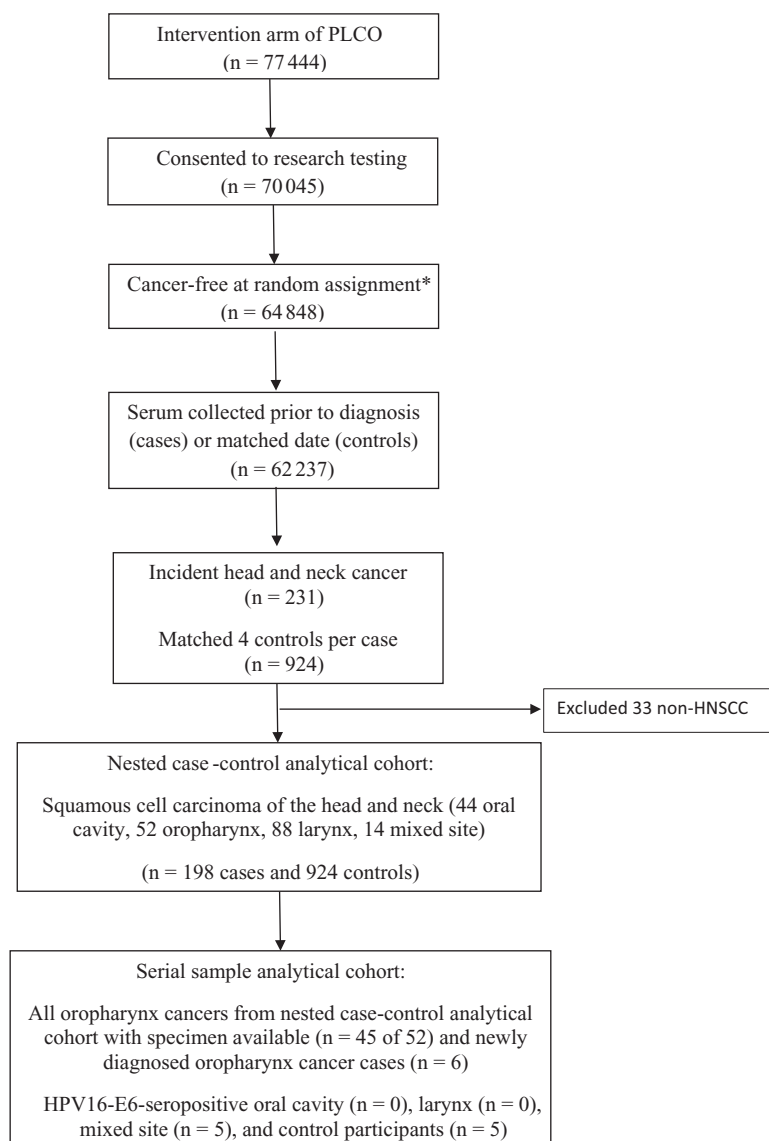 Intervention arm of PLCO
(n = 77 444)
Consented to research testing
(n = 70 045)
Cancer-free at random assignment*
(n = 64 848)
Serum collected prior to diagnosis
(cases) or matched date (controls)
(n = 62 237)
Incident head and neck cancer
(n = 231)
Matched 4 controls per case
(n = 924)
Excluded 33 non-HNSCC
Nested case-control analytical cohort:
Squamous cell carcinoma of the head and neck (44 oral
cavity, 52 oropharynx, 88 larynx, 14 mixed site)
(n = 198 cases and 924 controls)
Serial sample analytical cohort:
All oropharynx cancers from nested case-control analytical
cohort with specimen available (n = 45 of 52) and newly
diagnosed oropharynx cancer cases (n = 6)
HPV16-E6-seropositive oral cavity (n = 0), larynx (n = 0),
mixed site (n = 5), and control participants (n = 5)